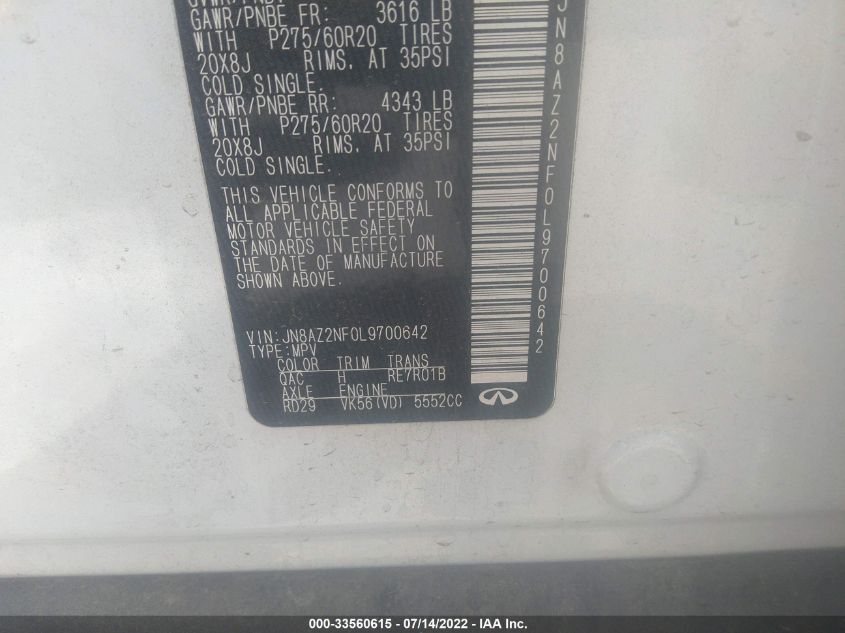 GAWR/PNBE FR: 3616 LB
WITH P275/60R20 TIRES
20X8J RIMS, AT 35PSI
COLD SINGLE.
GAWR/PNBE RR: 4343 LB
WITH P275/60R20 TIRES
20X8J RIMS, AT 35PSI
COLD SINGLE.
THIS VEHICLE CONFORMS TO
ALL APPLICABLE FEDERAL
MOTOR VEHICLE SAFETY
STANDARDS IN EFFECT ON
THE DATE OF MANUFACTURE
SHOWN ABOVE.
VIN:JN8AZ2NF0L9700642
TYPE:MPV
COLOR TRIM TRANS
QAC H RE7R01B
AXLE ENGINE
RD29 VK56(VD) 5552CC
JN8AZ2NF0L9700642
000-33560615 - 07/14/2022 - IAA Inc.